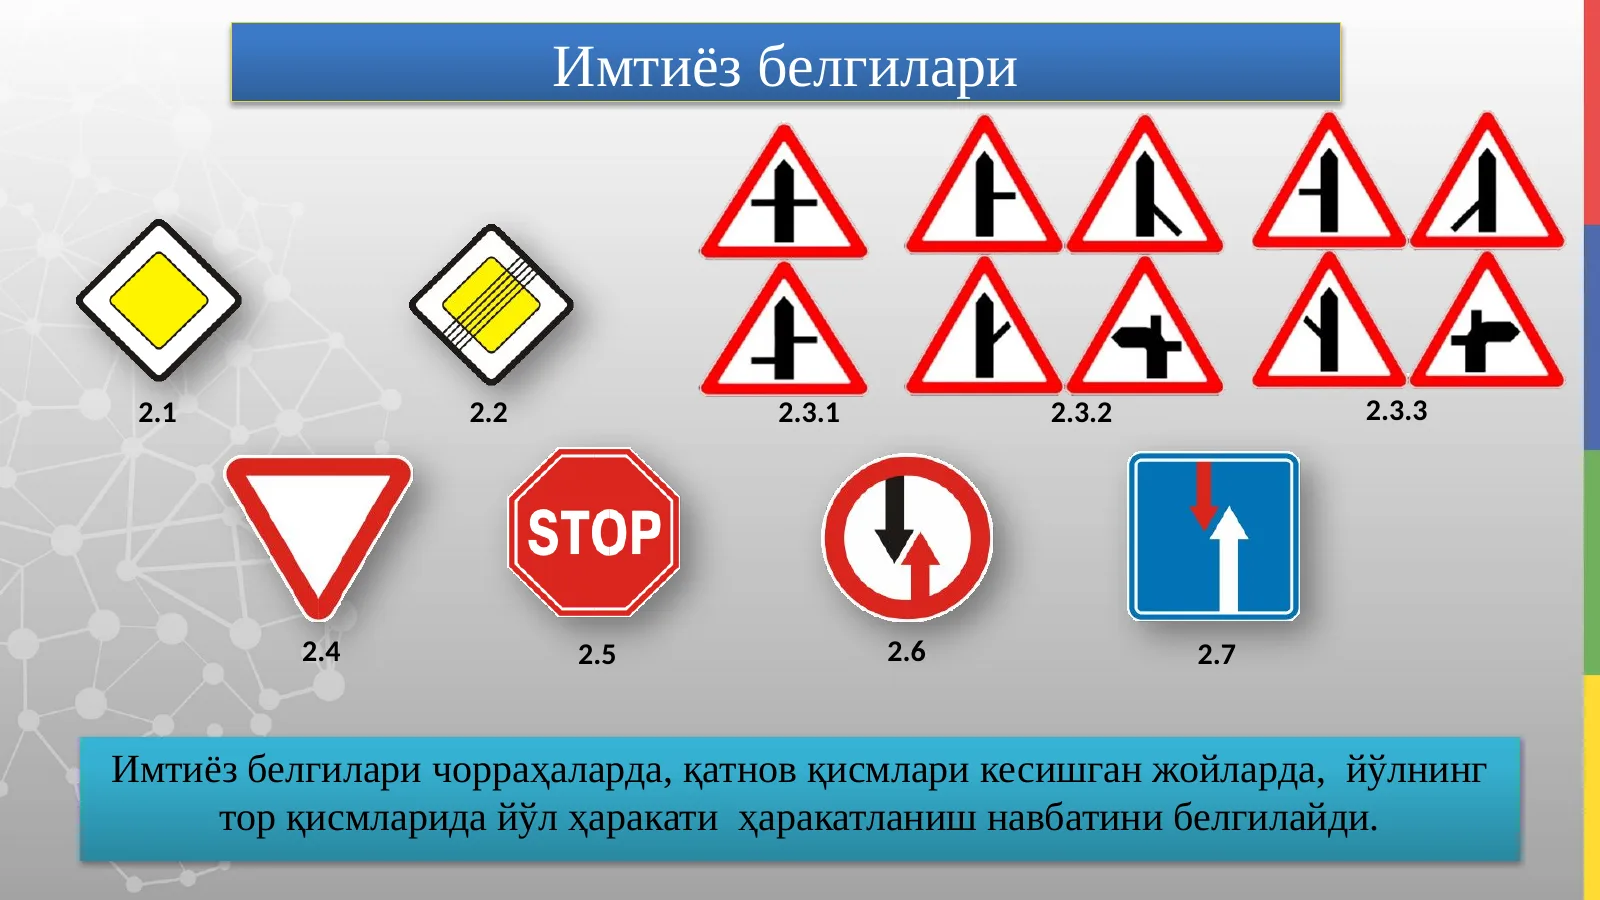 Имтиёз белгилари
2.1
2.2
2.3.1
2.3.2
2.3.3
STOP
2.4
2.5
2.6
2.7
Имтиёз белгилари чорраҳаларда, қатнов қисмлари кесишган жойларда, йўлнинг
тор қисмларида йўл ҳаракати ҳаракатланиш навбатини белгилайди.